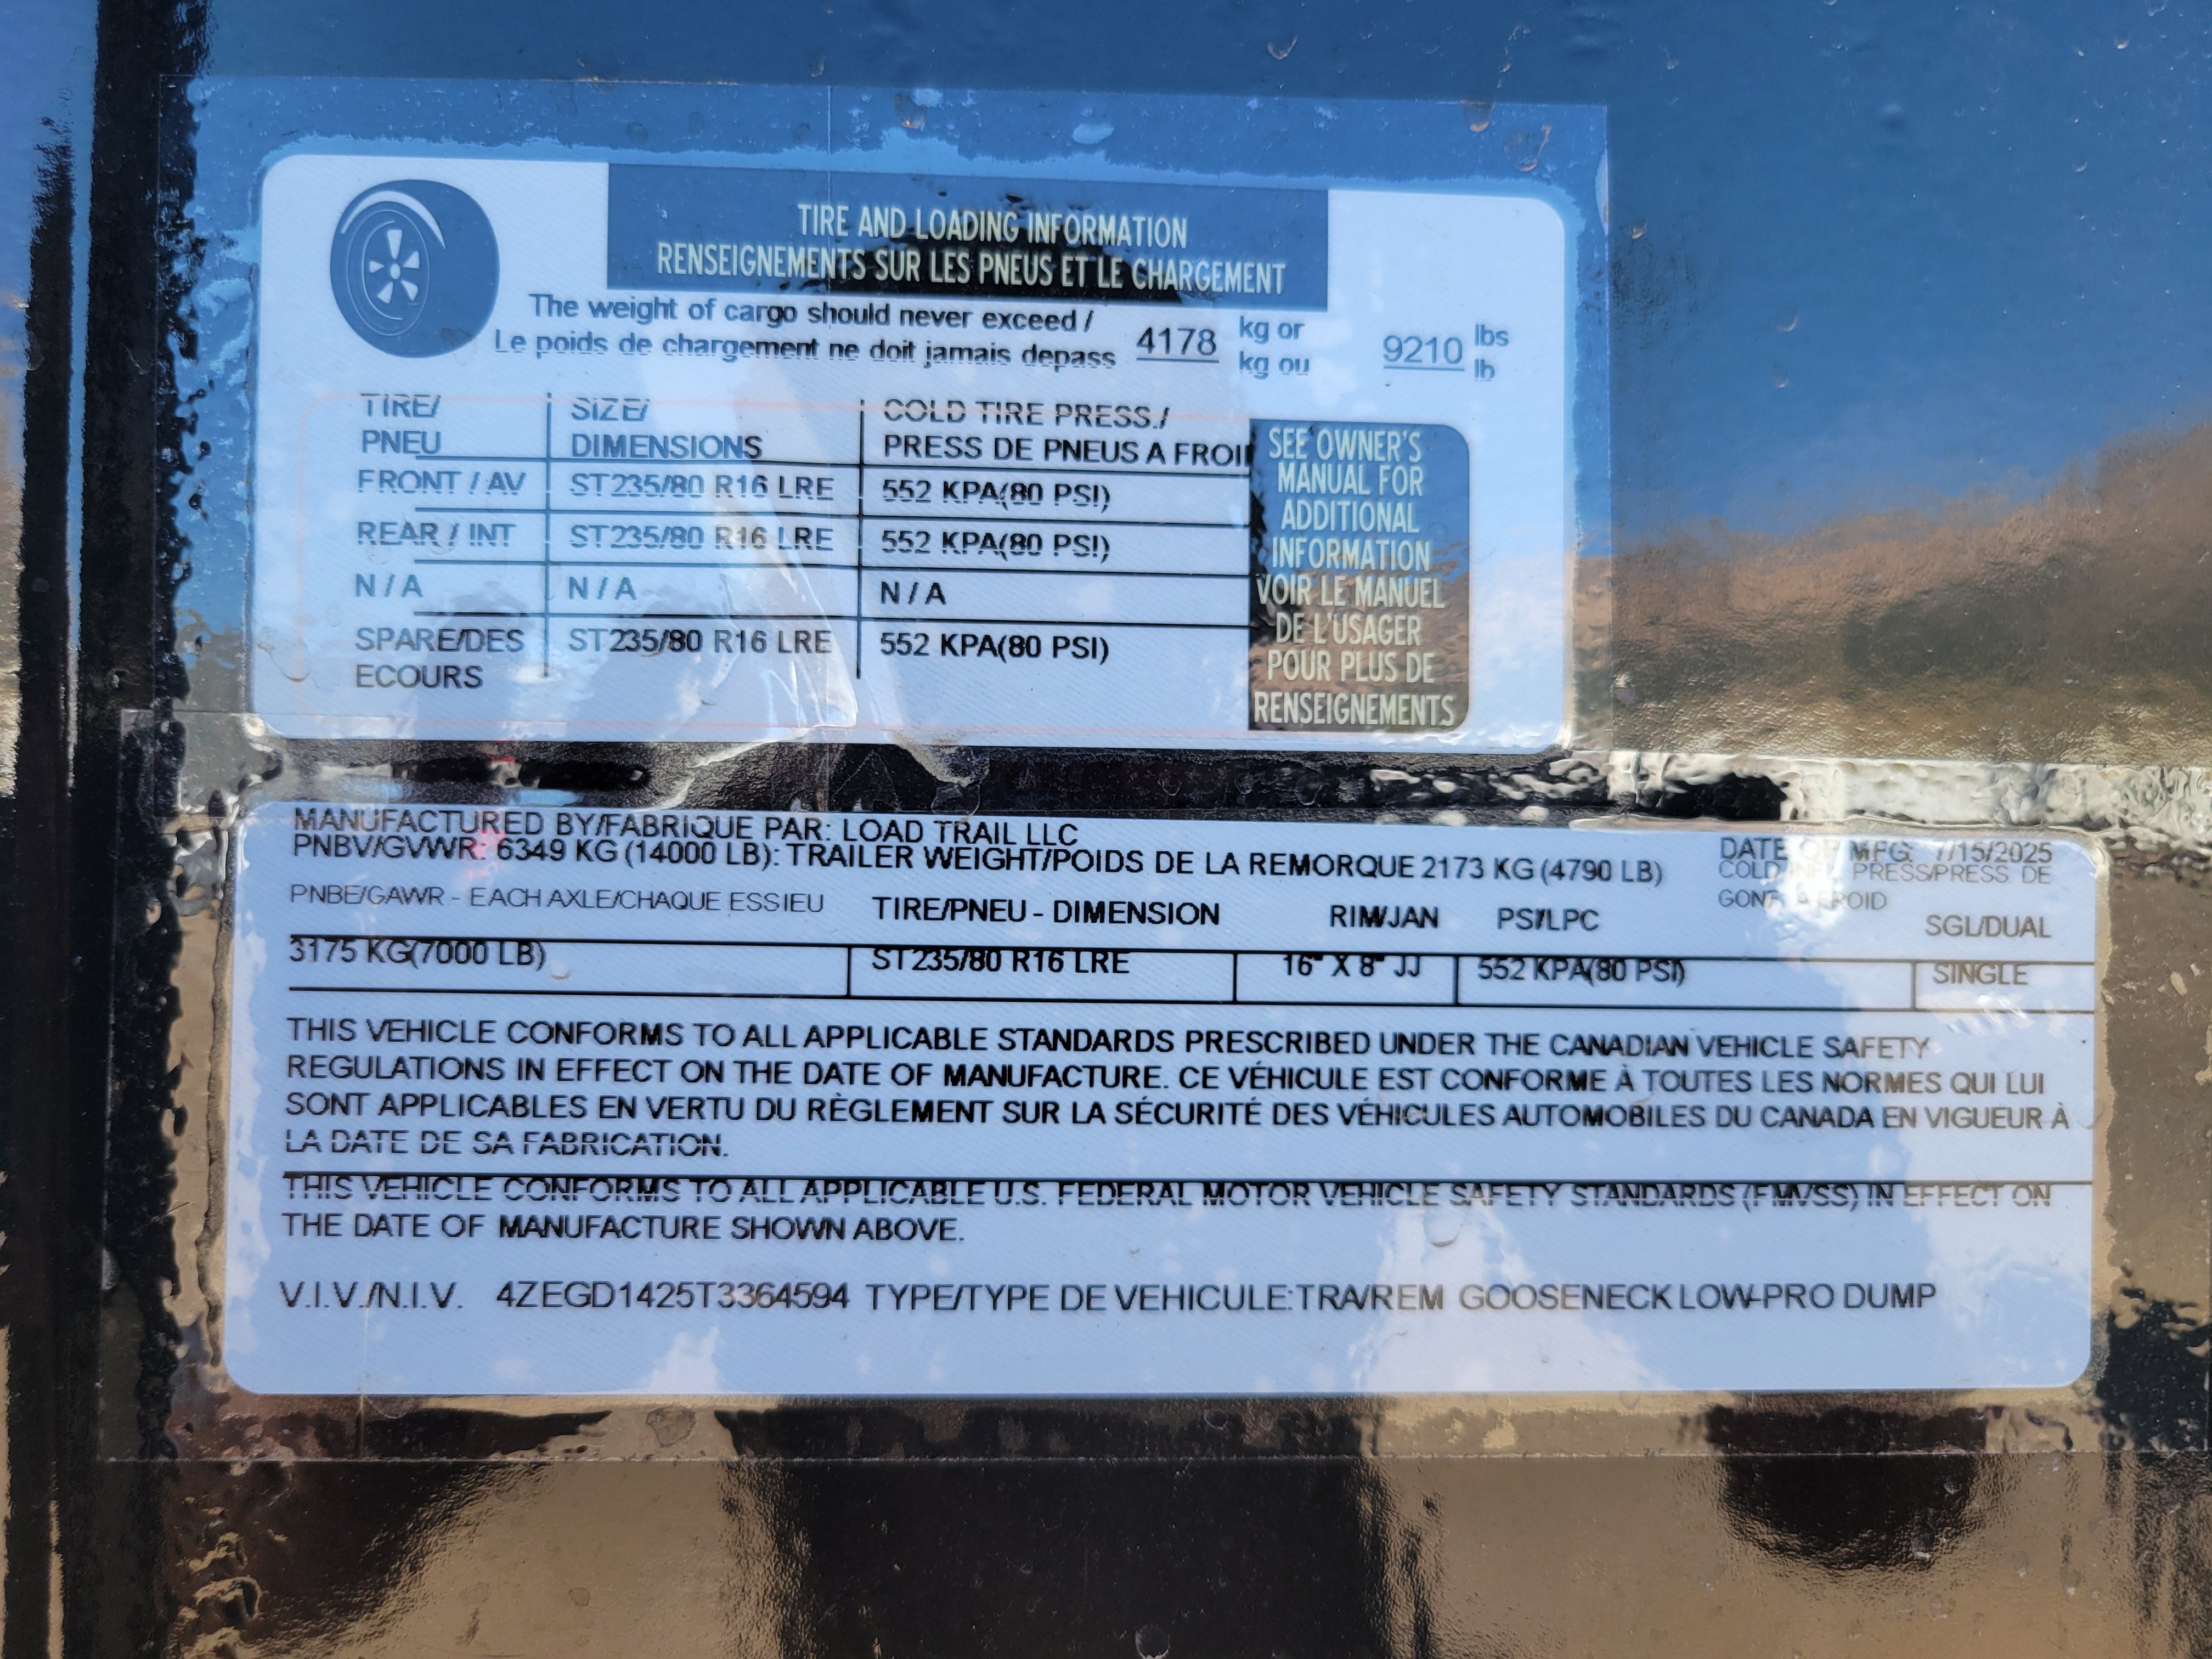 TIRE AND LOADING INFORMATION
RENSEIGNEMENTS SUR LES PNEUS ET LE CHARGEMENT
The weight of cargo should never exceed / 4178 kg or 9210 lbs
Le poids de chargement ne doit jamais depass kg ou lb
TIRE/ SIZE/ COLD TIRE PRESS./
PNEU DIMENSIONS PRESS DE PNEUS A FROI
FRONT / AV ST235/80 R16 LRE 552 KPA(80 PSI)
REAR / INT ST235/80 R16 LRE 552 KPA(80 PSI)
N / A N / A N / A
SPARE/DES ST235/80 R16 LRE 552 KPA(80 PSI)
ECOURS
SEE OWNER'S
MANUAL FOR
ADDITIONAL
INFORMATION
VOIR LE MANUEL
DE L'USAGER
POUR PLUS DE
RENSEIGNEMENTS
MANUFACTURED BY/FABRIQUE PAR: LOAD TRAIL LLC
PNBV/GVWR: 6349 KG (14000 LB): TRAILER WEIGHT/POIDS DE LA REMORQUE 2173 KG (4790 LB)
DATE OF MFG: 7/15/2025
COLD INFL. PRESS/PRESS. DE
GONF. A FROID
PNBE/GAWR - EACH AXLE/CHAQUE ESSIEU TIRE/PNEU - DIMENSION RIM/JAN PSI/LPC SGL/DUAL
3175 KG(7000 LB) ST235/80 R16 LRE 16" X 8" JJ 552 KPA(80 PSI) SINGLE
THIS VEHICLE CONFORMS TO ALL APPLICABLE STANDARDS PRESCRIBED UNDER THE CANADIAN VEHICLE SAFETY
REGULATIONS IN EFFECT ON THE DATE OF MANUFACTURE. CE VÉHICULE EST CONFORME À TOUTES LES NORMES QUI LUI
SONT APPLICABLES EN VERTU DU RÈGLEMENT SUR LA SÉCURITÉ DES VÉHICULES AUTOMOBILES DU CANADA EN VIGUEUR À
LA DATE DE SA FABRICATION.
THIS VEHICLE CONFORMS TO ALL APPLICABLE U.S. FEDERAL MOTOR VEHICLE SAFETY STANDARDS (FMVSS) IN EFFECT ON
THE DATE OF MANUFACTURE SHOWN ABOVE.
V.I.V./N.I.V. 4ZEGD1425T3364594 TYPE/TYPE DE VEHICULE:TRA/REM GOOSENECK LOW-PRO DUMP